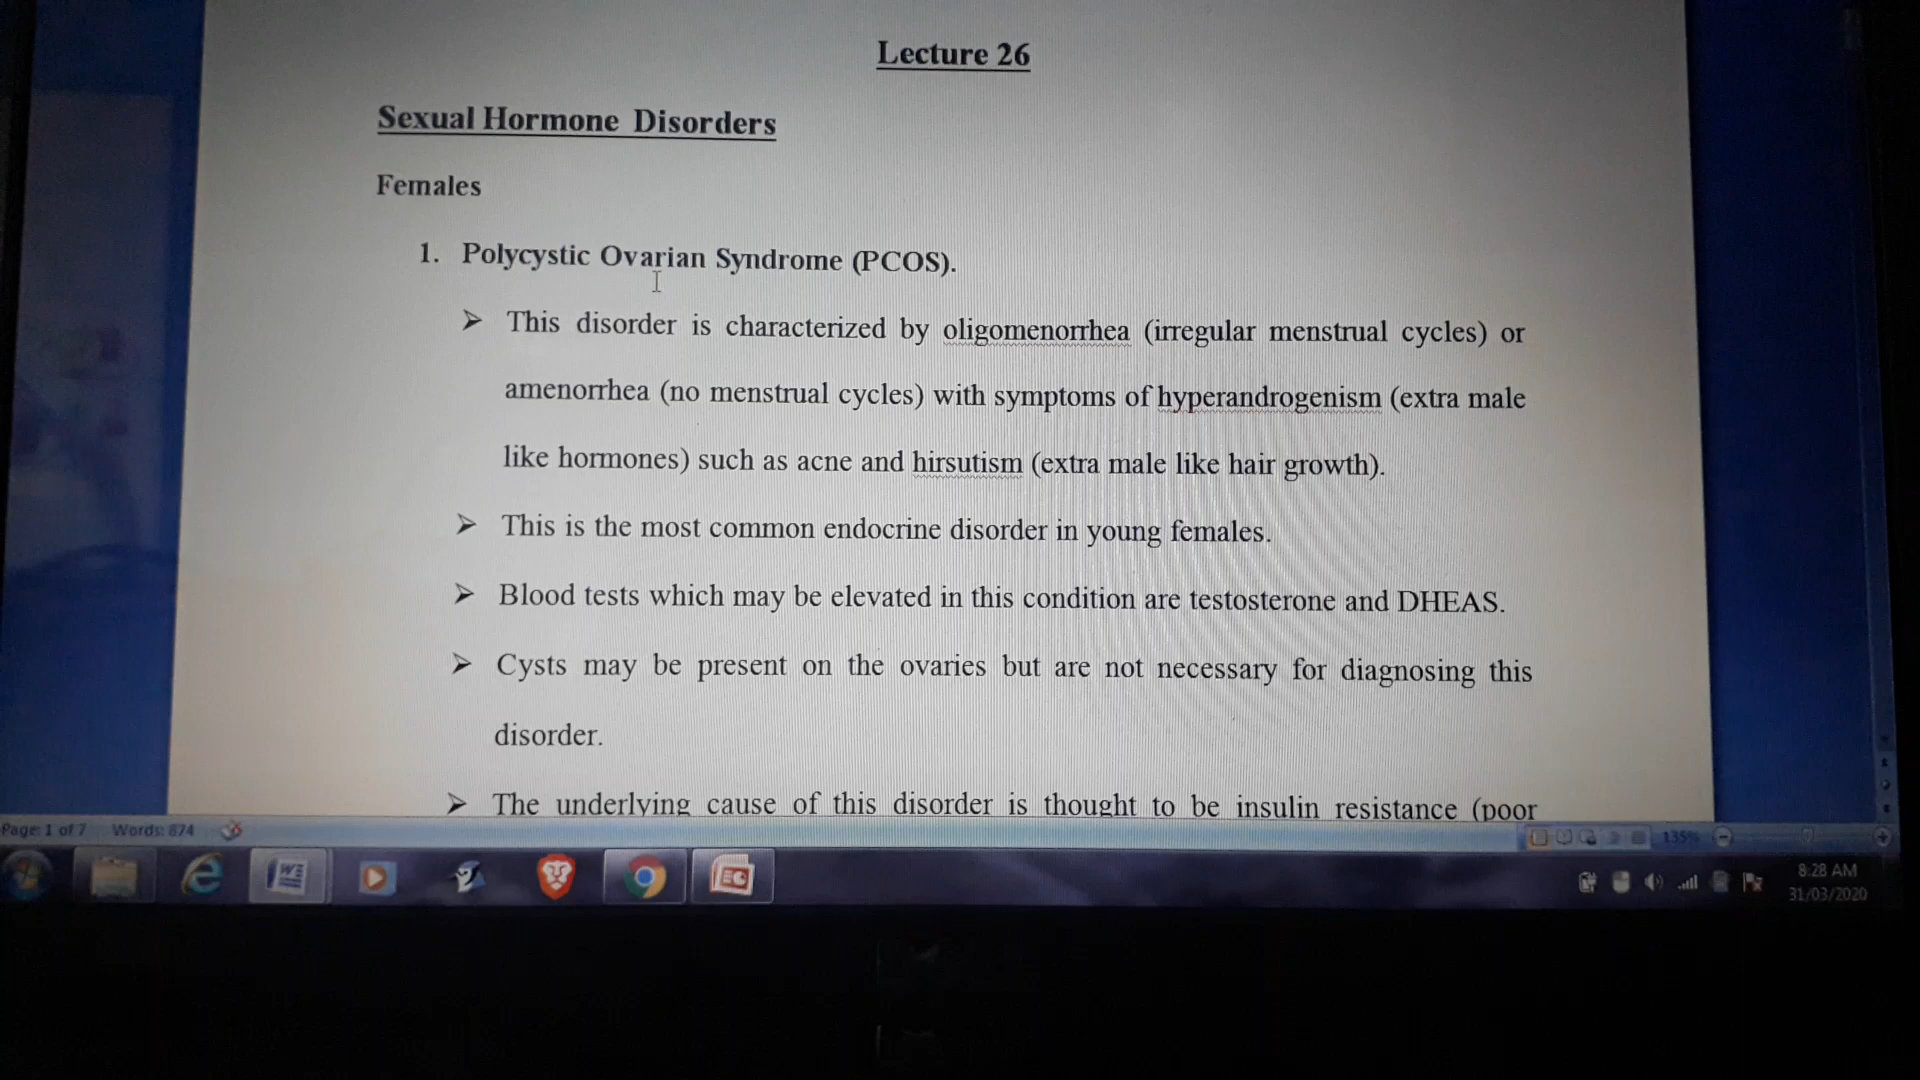 Lecture 26
Sexual Hormone Disorders
Females
1. Polycystic Ovarian Syndrome (PCOS).
➢ This disorder is characterized by oligomenorrhea (irregular menstrual cycles) or
amenorrhea (no menstrual cycles) with symptoms of hyperandrogenism (extra male
like hormones) such as acne and hirsutism (extra male like hair growth).
➢ This is the most common endocrine disorder in young females.
➢ Blood tests which may be elevated in this condition are testosterone and DHEAS.
➢ Cysts may be present on the ovaries but are not necessary for diagnosing this
disorder.
➢ The underlying cause of this disorder is thought to be insulin resistance (poor
Page: 1 of 7 Words: 874 135%
8:28 AM
31/03/2020